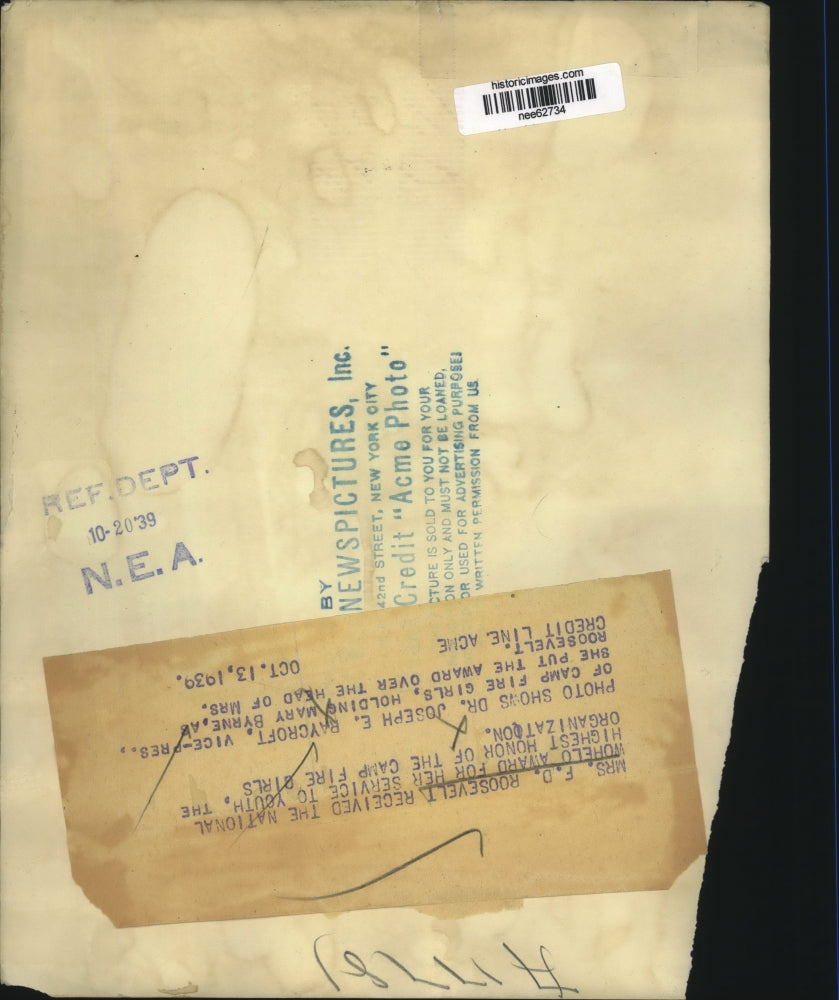 historicimages.com
nee62734
BY
NEWSPICTURES, Inc.
42nd STREET, NEW YORK CITY
Credit "Acme Photo"
CTURE IS SOLD TO YOU FOR YOUR
ON ONLY AND MUST NOT BE LOANED,
OR USED FOR ADVERTISING PURPOSES
WRITTEN PERMISSION FROM US.
REF. DEPT.
10-20'39
N.E.A.
MRS. F.D. ROOSEVELT RECEIVED THE NATIONAL
WOHELO AWARD FOR HER SERVICE TO YOUTH, THE
HIGHEST HONOR OF THE CAMP FIRE GIRLS
ORGANIZATION.
PHOTO SHOWS DR. JOSEPH E. RAYCROFT, VICE-PRES.,
OF CAMP FIRE GIRLS, HOLDING MARY BYRNE, AS
SHE PUT THE AWARD OVER THE HEAD OF MRS.
ROOSEVELT.
CREDIT LINE ACME OCT.13,1939.